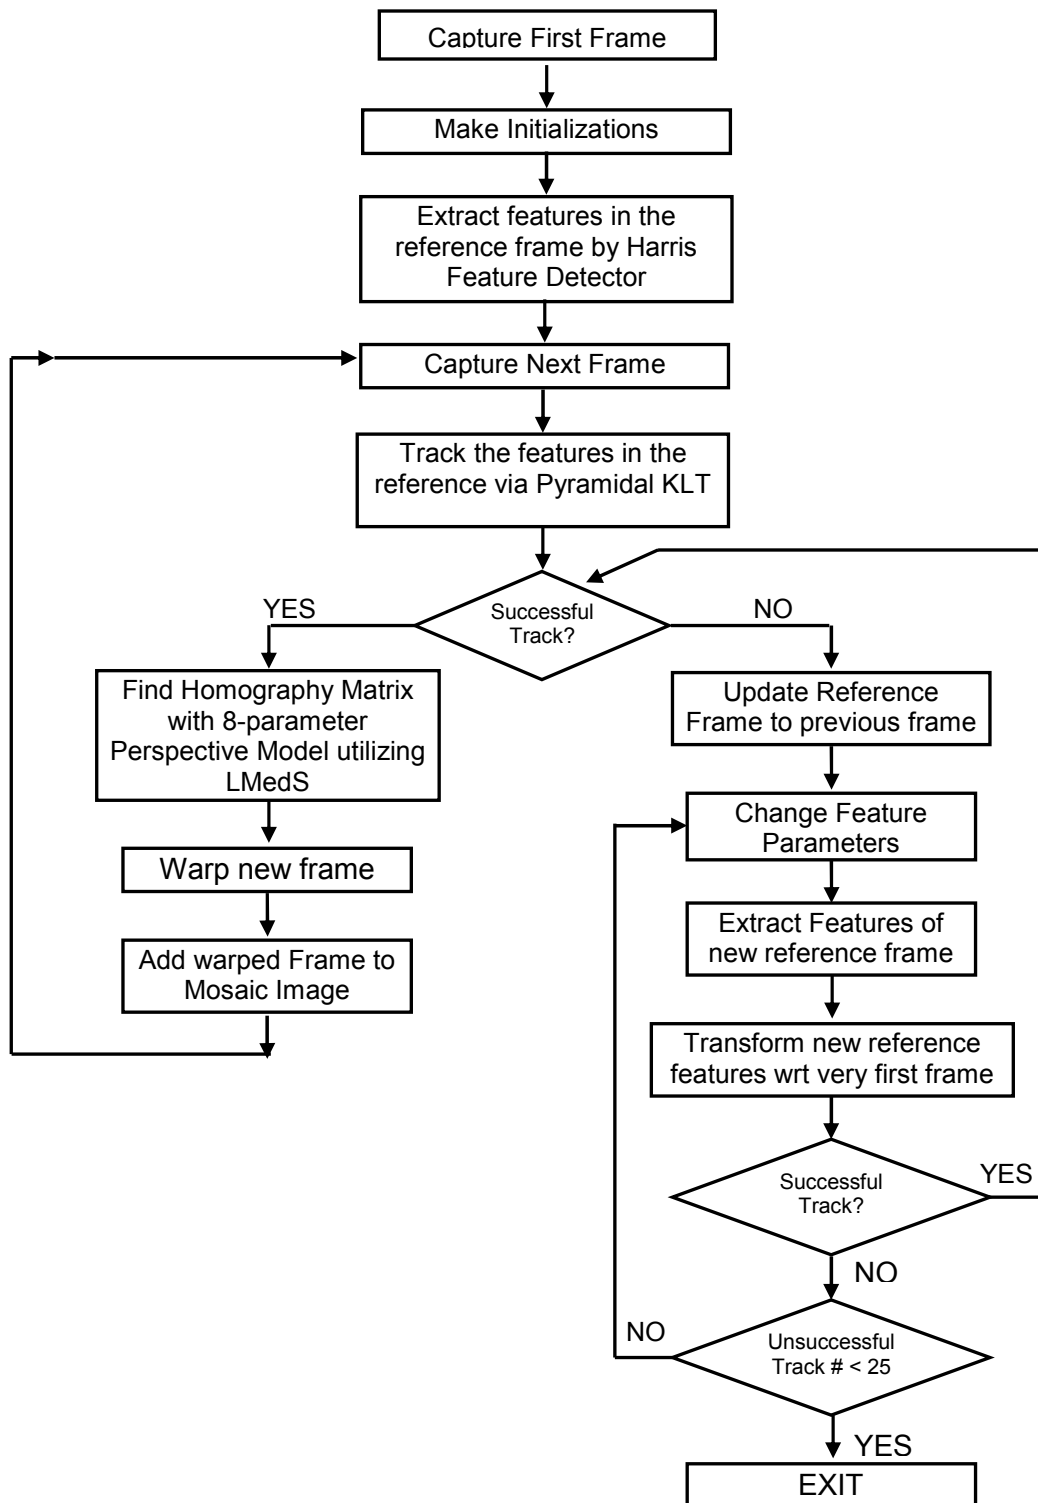 Capture First Frame
Make Initializations
Extract features in the
reference frame by Harris
Feature Detector
Capture Next Frame
Track the features in the
reference via Pyramidal KLT
Successful
Track?
YES
NO
Find Homography Matrix
with 8-parameter
Perspective Model utilizing
LMedS
Warp new frame
Add warped Frame to
Mosaic Image
Update Reference
Frame to previous frame
Change Feature
Parameters
Extract Features of
new reference frame
Transform new reference
features wrt very first frame
Successful
Track?
YES
NO
Unsuccessful
Track # < 25
NO
YES
EXIT